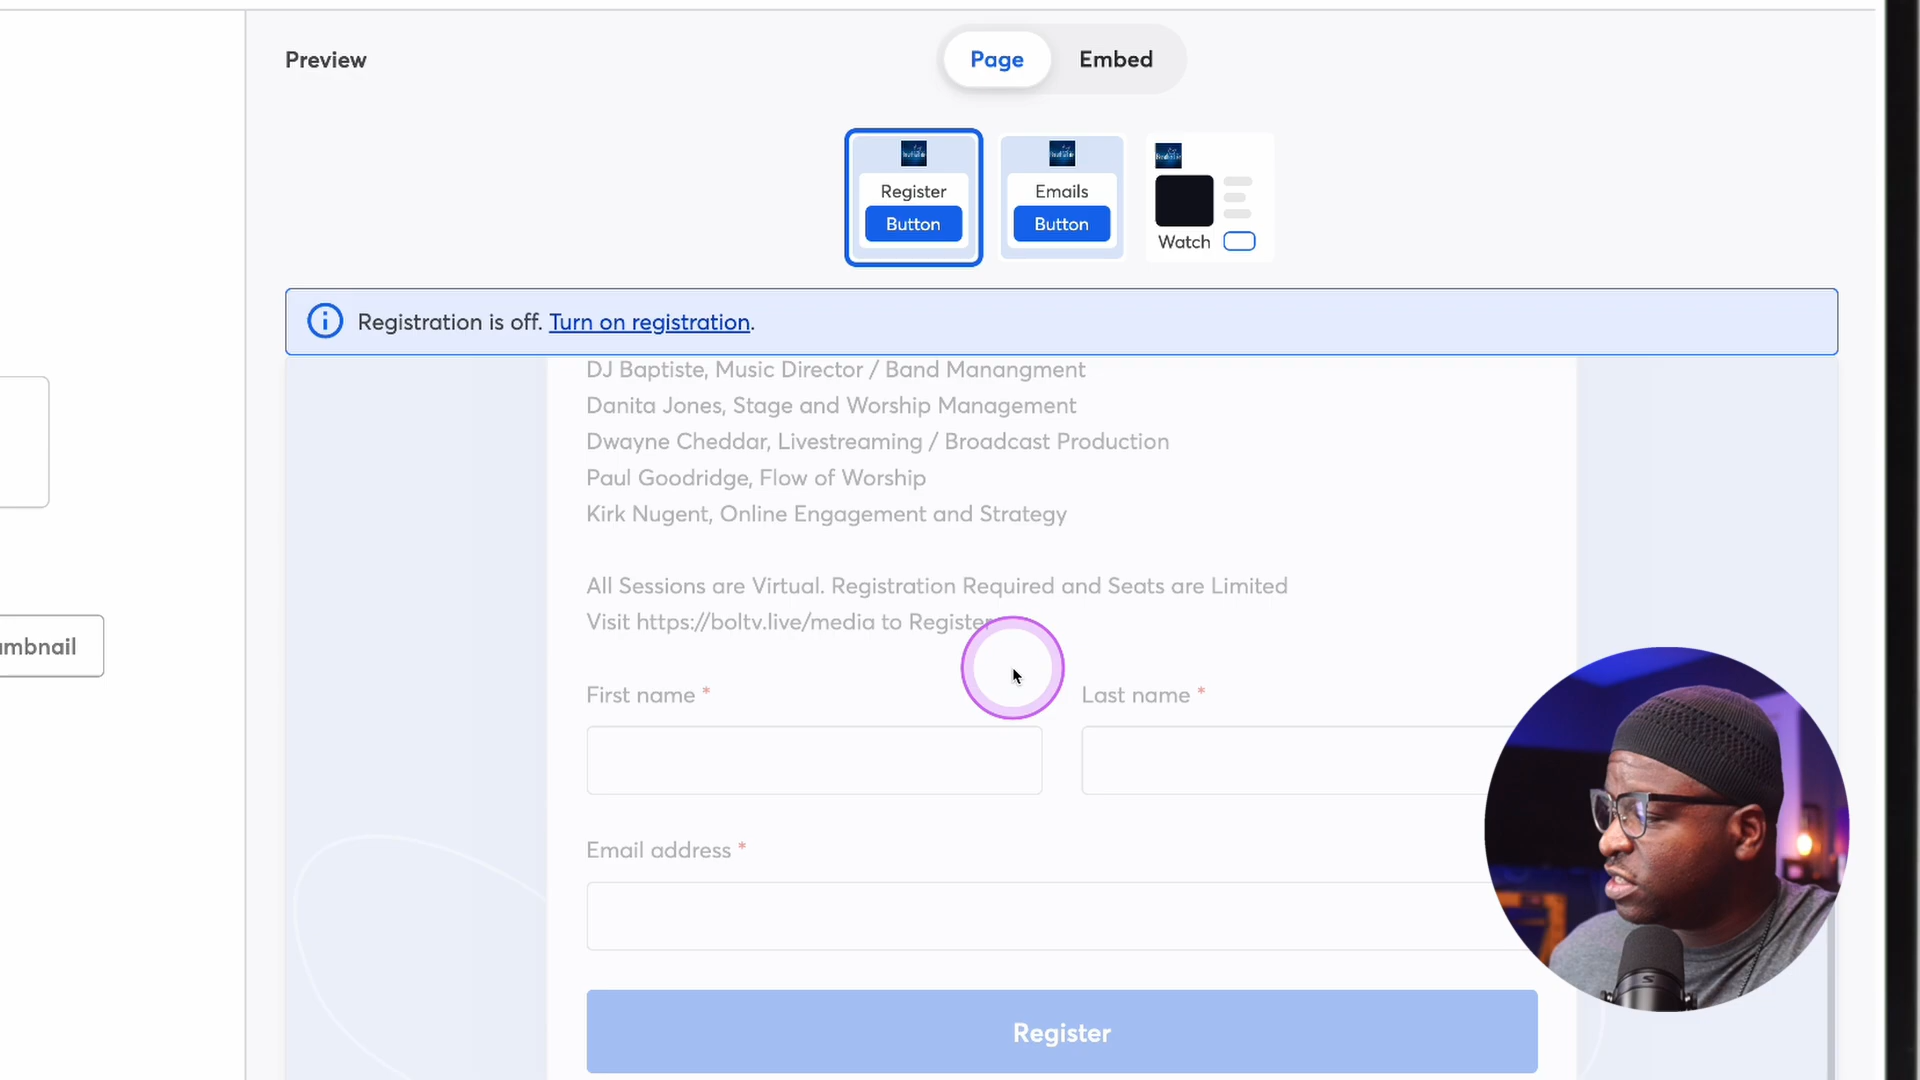 Preview
Page
Embed
Register
Button
Emails
Button
Watch
Registration is off. Turn on registration.
DJ Baptiste, Music Director / Band Manangment
Danita Jones, Stage and Worship Management
Dwayne Cheddar, Livestreaming / Broadcast Production
Paul Goodridge, Flow of Worship
Kirk Nugent, Online Engagement and Strategy
All Sessions are Virtual. Registration Required and Seats are Limited
Visit https://boltv.live/media to Register
umbnail
First name *
Last name *
Email address *
Register